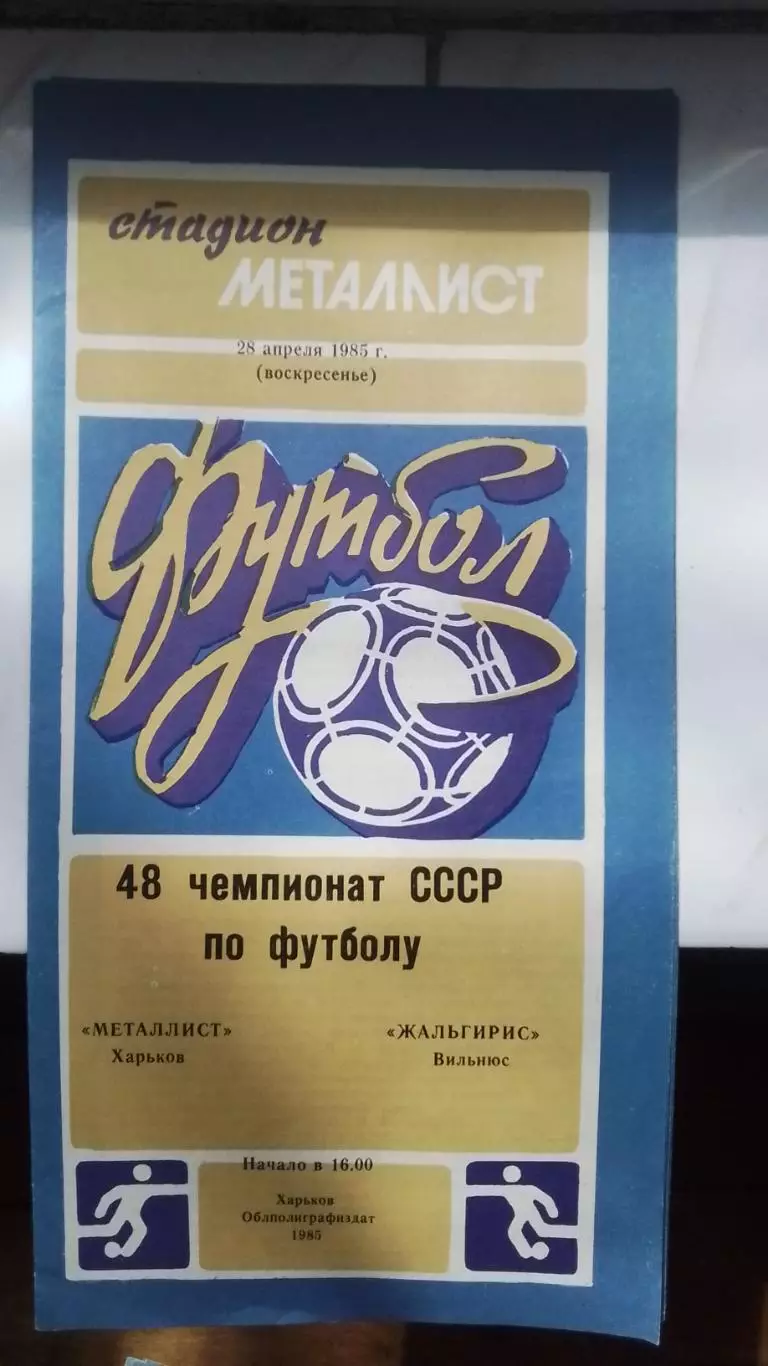 стадион
МЕТАЛЛИСТ
28 апреля 1985 г.
(воскресенье)
Футбол
48 чемпионат СССР
по футболу
«МЕТАЛЛИСТ» «ЖАЛЬГИРИС»
Харьков Вильнюс
Начало в 16.00
Харьков
Облполиграфиздат
1985